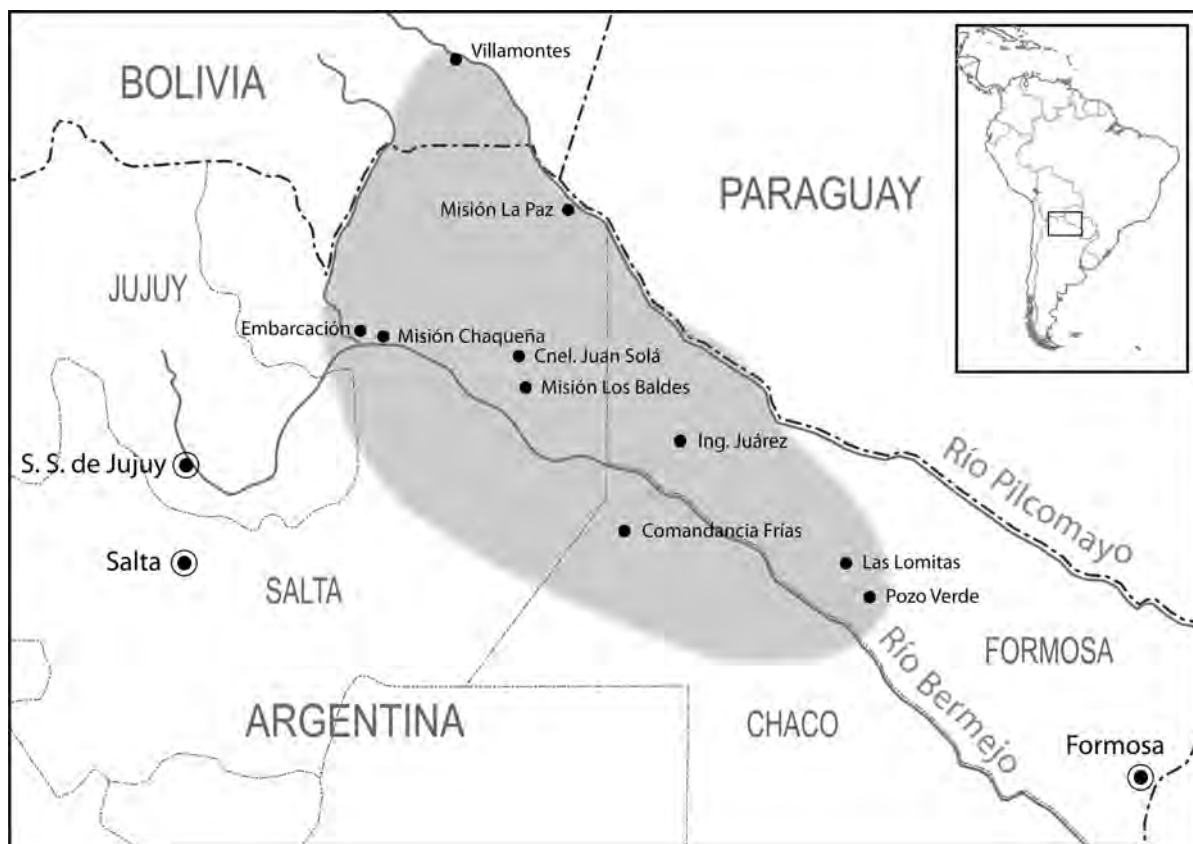 Villamontes
BOLIVIA
PARAGUAY
Misión La Paz
JUJUY
Embarcación
Misión Chaqueña
Cnel. Juan Solá
Misión Los Baldes
Ing. Juárez
S. S. de Jujuy
Río Pilcomayo
Comandancia Frías
Salta
Las Lomitas
SALTA
Pozo Verde
FORMOSA
Río Bermejo
ARGENTINA
CHACO
Formosa